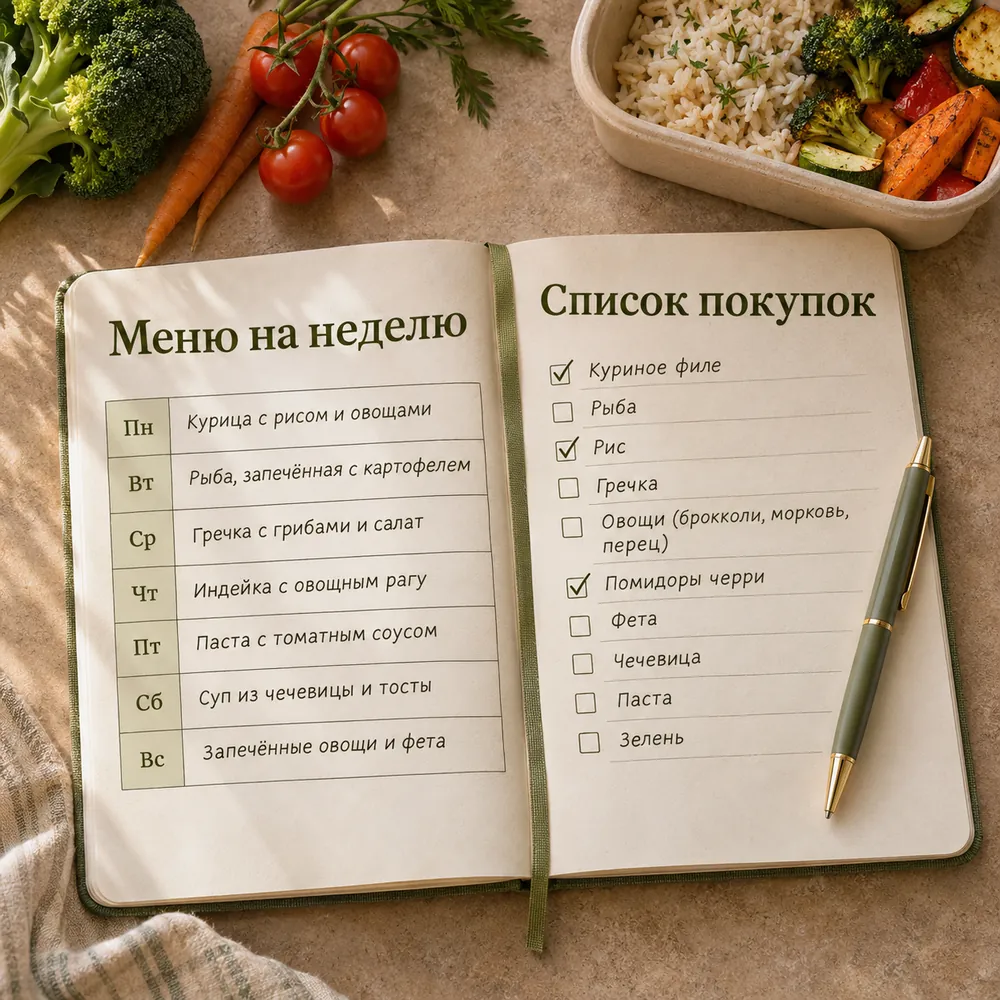 Меню на неделю
Пн Курица с рисом и овощами
Вт Рыба, запечённая с картофелем
Ср Гречка с грибами и салат
Чт Индейка с овощным рагу
Пт Паста с томатным соусом
Сб Суп из чечевицы и тосты
Вс Запечённые овощи и фета
Список покупок
Куриное филе
Рыба
Рис
Гречка
Овощи (брокколи, морковь,
перец)
Помидоры черри
Фета
Чечевица
Паста
Зелень